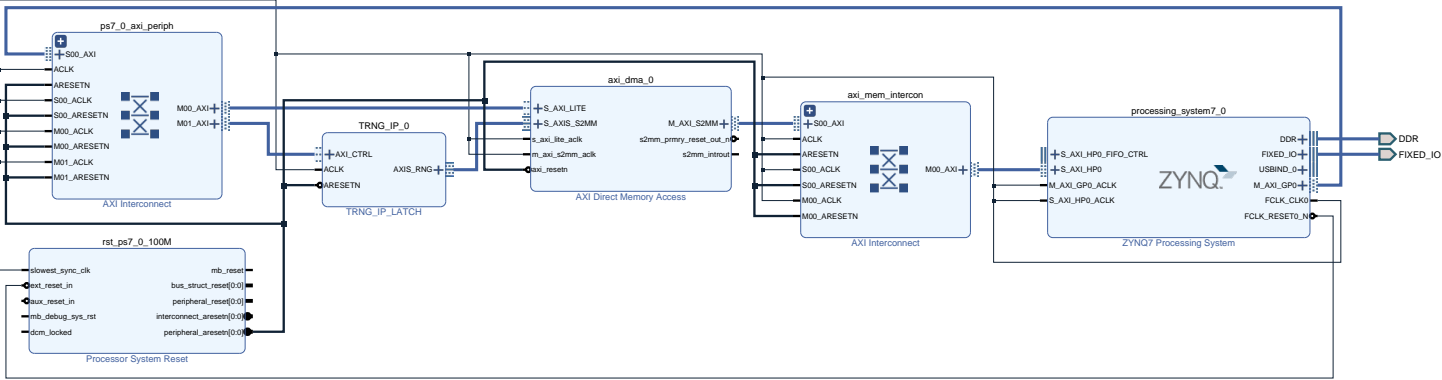 ps7_0_axi_periph
S00_AXI
ACLK
ARESETN
S00_ACLK
S00_ARESETN
M00_ACLK
M00_ARESETN
M01_ACLK
M01_ARESETN
M00_AXI
M01_AXI
AXI Interconnect
TRNG_IP_0
AXI_CTRL
ACLK
ARESETN
AXIS_RNG
TRNG_IP_LATCH
axi_dma_0
S_AXI_LITE
S_AXIS_S2MM
s_axi_lite_aclk
m_axi_s2mm_aclk
axi_resetn
M_AXI_S2MM
s2mm_prmry_reset_out_n
s2mm_introut
AXI Direct Memory Access
axi_mem_intercon
S00_AXI
ACLK
ARESETN
S00_ACLK
S00_ARESETN
M00_ACLK
M00_ARESETN
M00_AXI
AXI Interconnect
processing_system7_0
S_AXI_HP0_FIFO_CTRL
S_AXI_HP0
M_AXI_GP0_ACLK
S_AXI_HP0_ACLK
ZYNQ
DDR
FIXED_IO
USBIND_0
M_AXI_GP0
FCLK_CLK0
FCLK_RESET0_N
ZYNQ7 Processing System
DDR
FIXED_IO
rst_ps7_0_100M
slowest_sync_clk
ext_reset_in
aux_reset_in
mb_debug_sys_rst
dcm_locked
mb_reset
bus_struct_reset[0:0]
peripheral_reset[0:0]
interconnect_aresetn[0:0]
peripheral_aresetn[0:0]
Processor System Reset